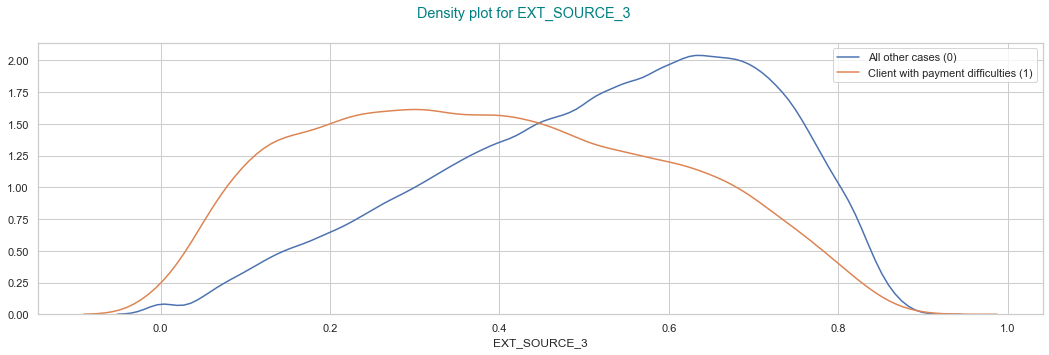 Density plot for EXT_SOURCE_3
All other cases (0)
Client with payment difficulties (1)
2.00
1.75
1.50
1.25
1.00
0.75
0.50
0.25
0.00
0.0 0.2 0.4 0.6 0.8 1.0
EXT_SOURCE_3